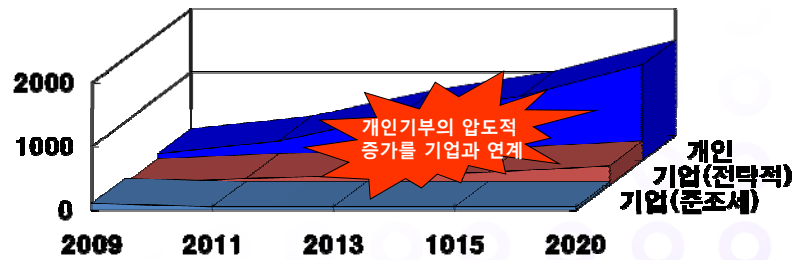 2000
1000
0
개인기부의 압도적
증가를 기업과 연계
개인
기업(전탁적)
기업(준조세)
2009 2011 2013 1015 2020